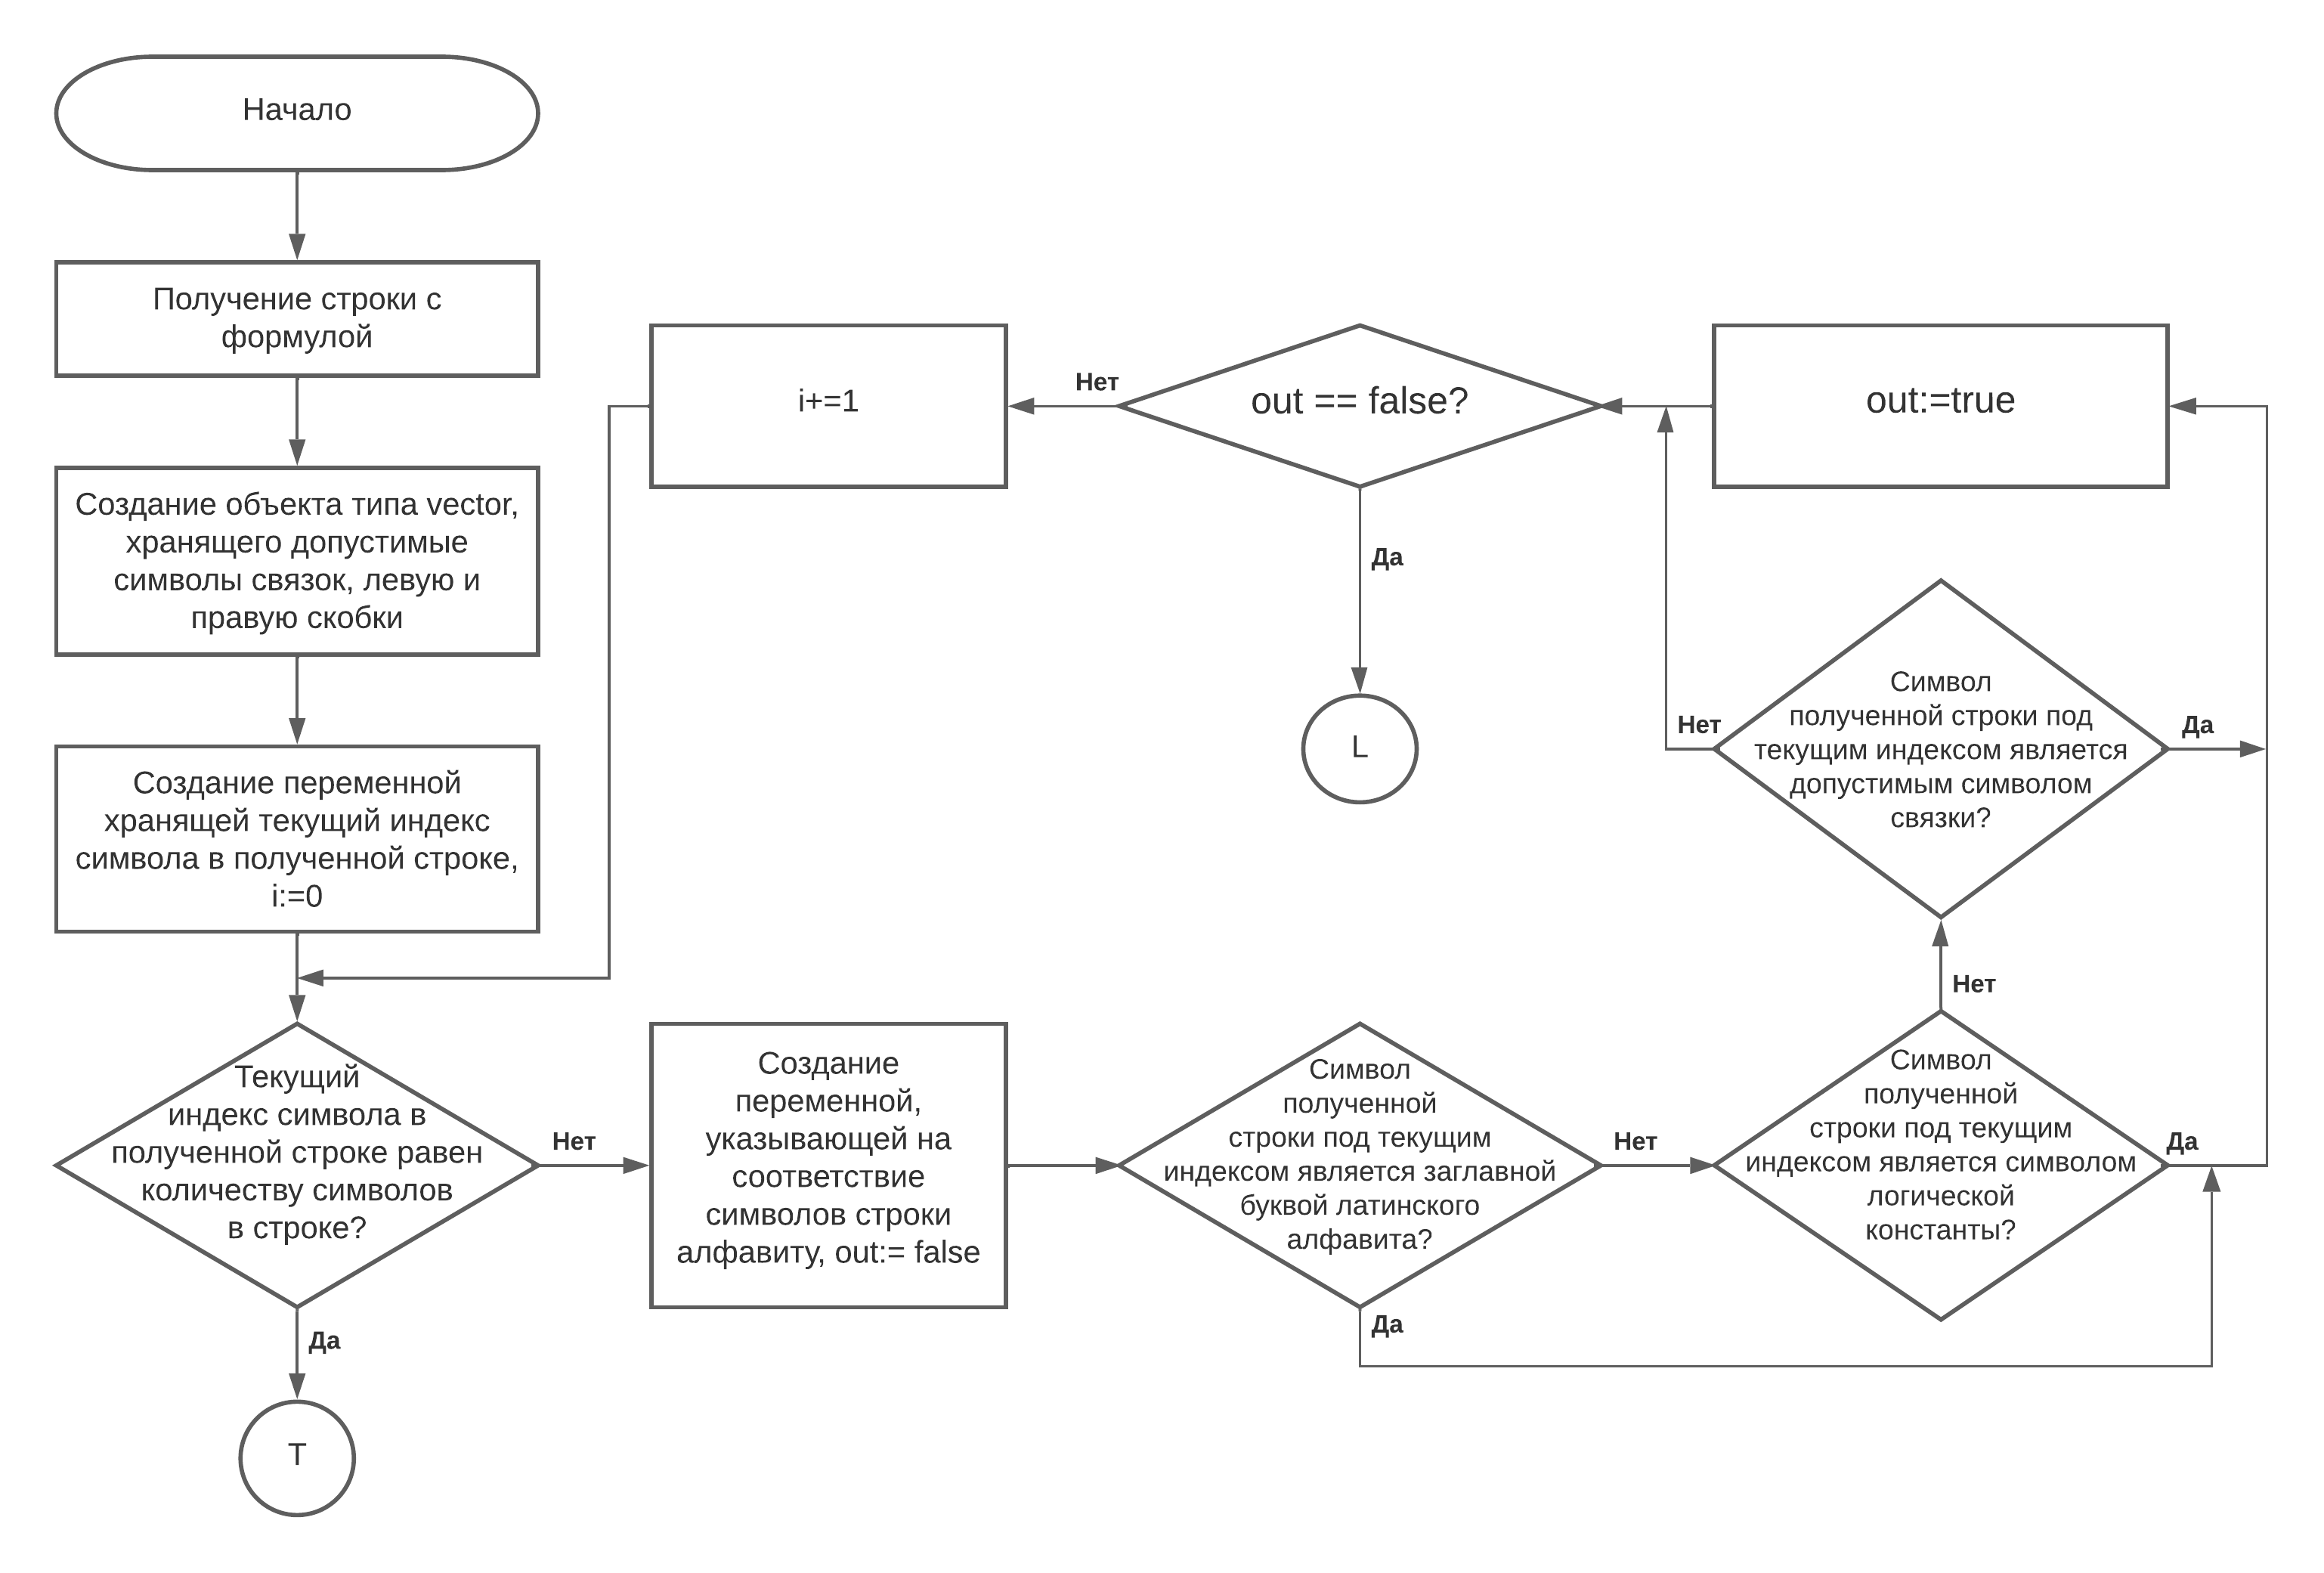 Начало
Получение строки с
формулой
Создание объекта типа vector,
хранящего допустимые
символы связок, левую и
правую скобки
Создание переменной
хранящей текущий индекс
символа в полученной строке,
i:=0
Текущий
индекс символа в
полученной строке равен
количеству символов
в строке?
Да
T
Нет
Создание
переменной,
указывающей на
соответствие
символов строки
алфавиту, out:= false
Символ
полученной
строки под текущим
индексом является заглавной
буквой латинского
алфавита?
Да
Нет
Символ
полученной
строки под текущим
индексом является символом
логической
константы?
Да
Нет
Символ
полученной строки под
текущим индексом является
допустимым символом
связки?
Да
Нет
out:=true
out == false?
Да
L
Нет
i+=1